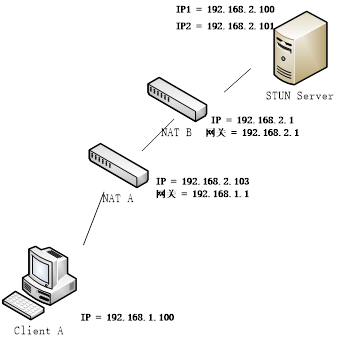 IP1 = 192.168.2.100
IP2 = 192.168.2.101
STUN Server
IP = 192.168.2.1
NAT B
网关 = 192.168.2.1
IP = 192.168.2.103
NAT A
网关 = 192.168.1.1
IP = 192.168.1.100
Client A